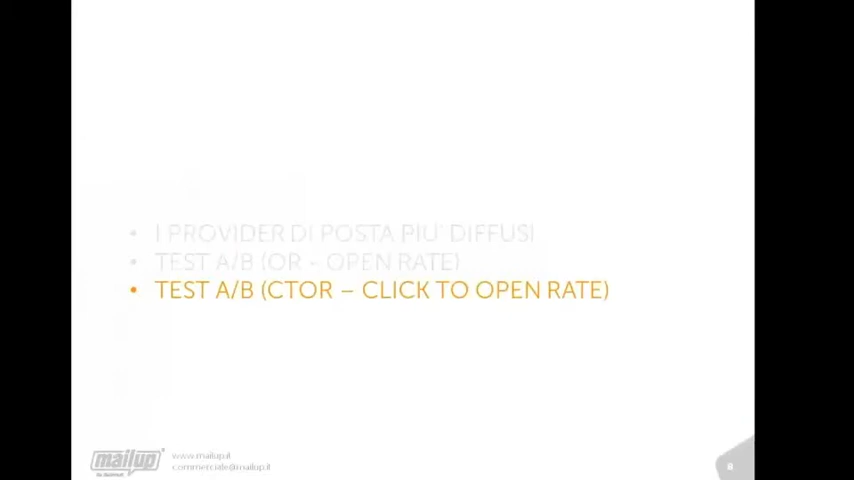 • I PROVIDER DI POSTA PIU' DIFFUSI
• TEST A/B (OR - OPEN RATE)
• TEST A/B (CTOR – CLICK TO OPEN RATE)
mailup
www.mailup.it
commerciale@mailup.it
8